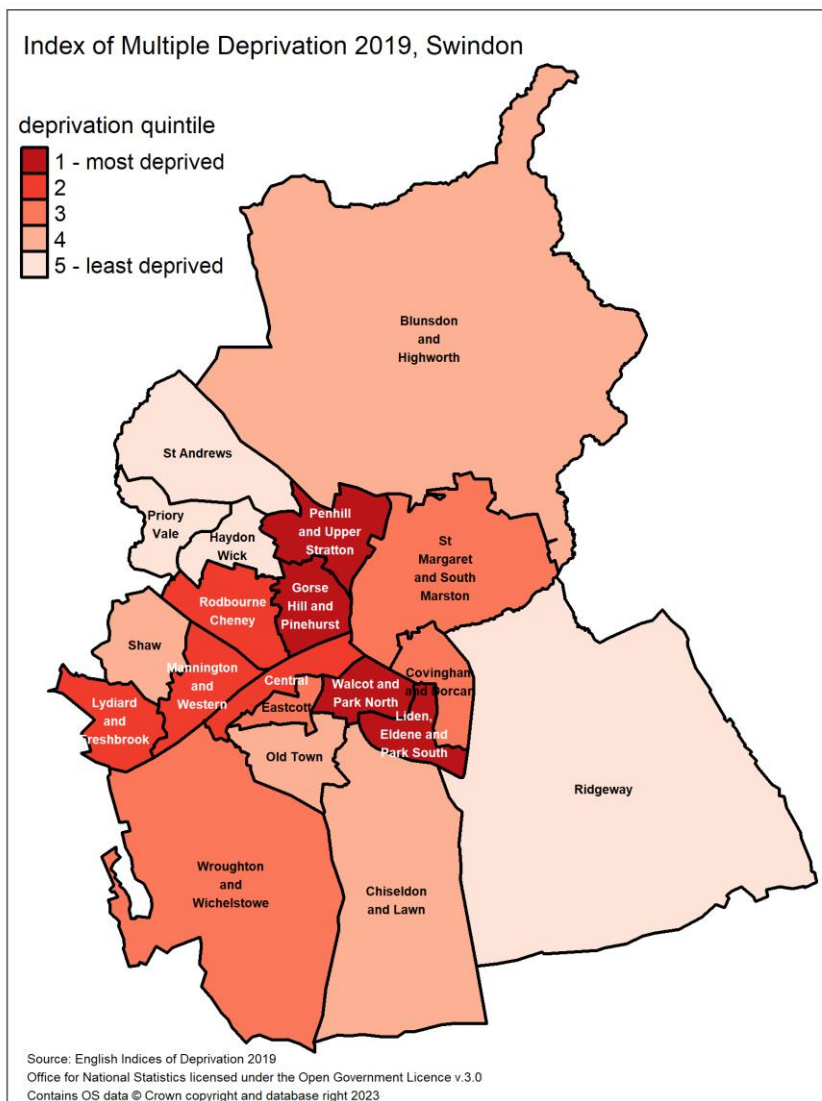 Index of Multiple Deprivation 2019, Swindon
deprivation quintile
1 - most deprived
2
3
4
5 - least deprived
Blunsdon
and
Highworth
St Andrews
Priory
Vale
Haydon
Wick
Penhill
and Upper
Stratton
St
Margaret
and South
Marston
Gorse
Hill and
Pinehurst
Rodbourne
Cheney
Shaw
Mannington
and
Western
Central
Walcot and
Park North
Covingham
and Dorcan
Lydiard
and
Freshbrook
Eastcott
Liden,
Eldene and
Park South
Old Town
Ridgeway
Wroughton
and
Wichelstowe
Chiseldon
and Lawn
Source: English Indices of Deprivation 2019
Office for National Statistics licensed under the Open Government Licence v.3.0
Contains OS data © Crown copyright and database right 2023